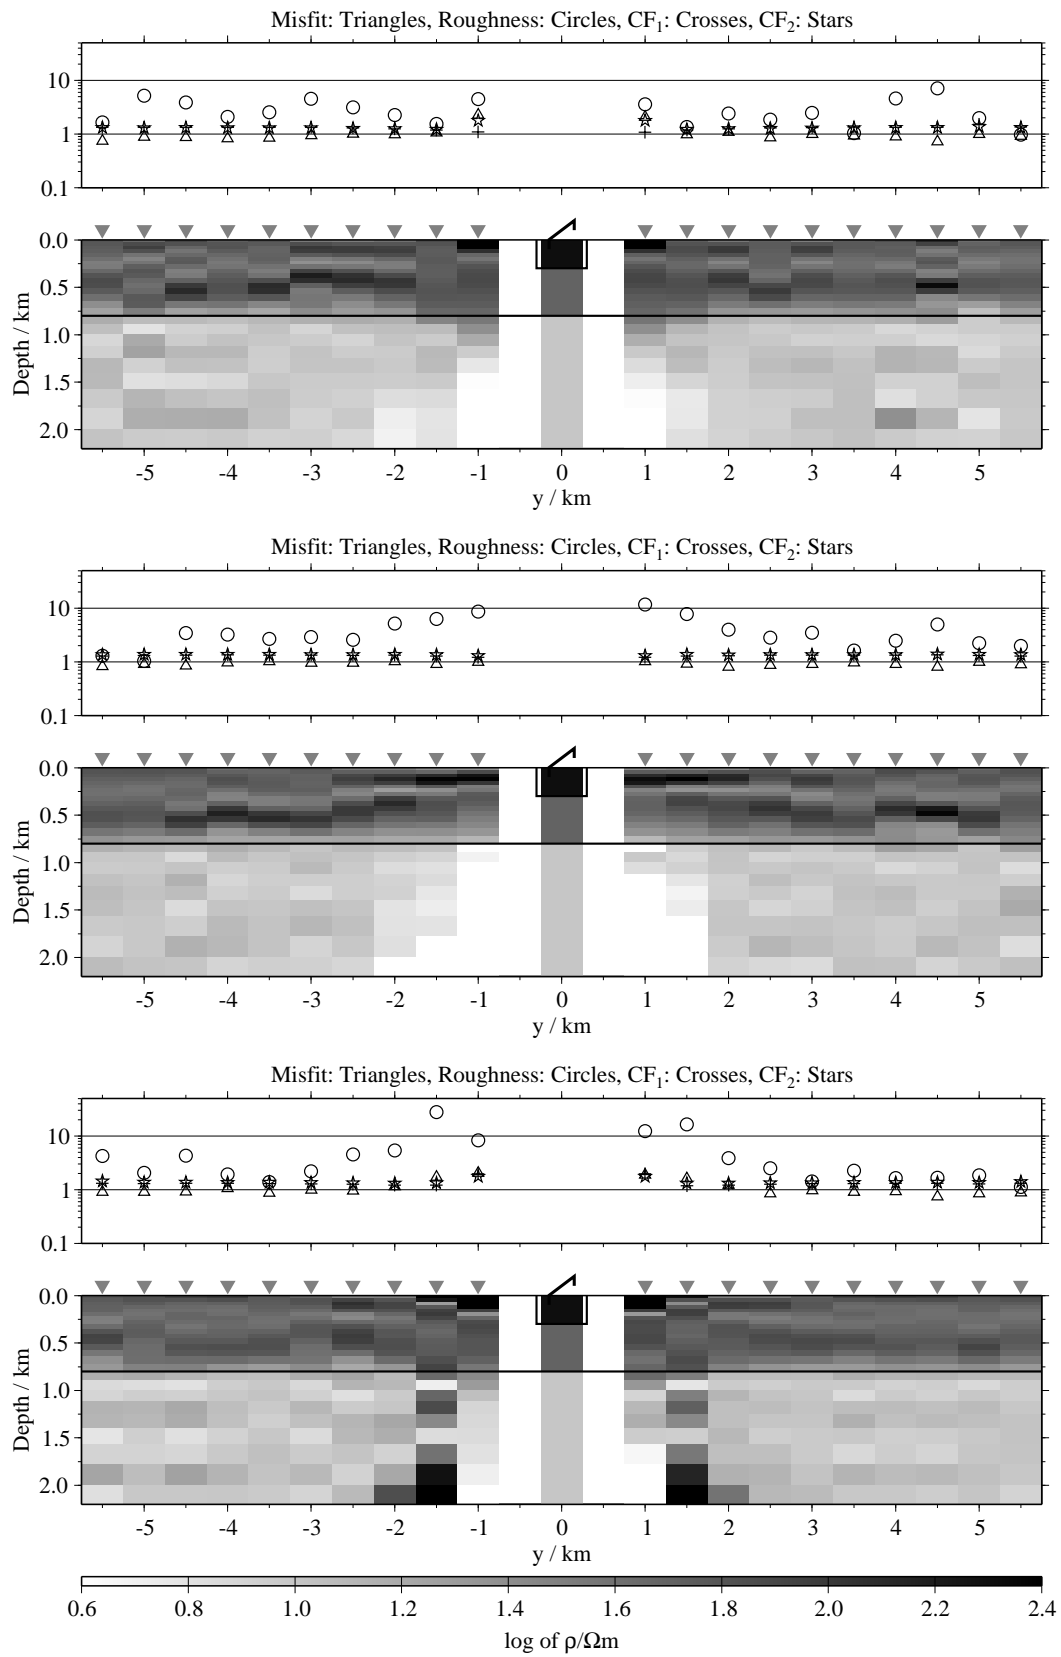 Misfit: Triangles, Roughness: Circles, CF₁: Crosses, CF₂: Stars
10
1
0.1
0.0
0.5
1.0
1.5
2.0
Depth / km
-5 -4 -3 -2 -1 0 1 2 3 4 5
y / km
Misfit: Triangles, Roughness: Circles, CF₁: Crosses, CF₂: Stars
10
1
0.1
0.0
0.5
1.0
1.5
2.0
Depth / km
-5 -4 -3 -2 -1 0 1 2 3 4 5
y / km
Misfit: Triangles, Roughness: Circles, CF₁: Crosses, CF₂: Stars
10
1
0.1
0.0
0.5
1.0
1.5
2.0
Depth / km
-5 -4 -3 -2 -1 0 1 2 3 4 5
y / km
0.6 0.8 1.0 1.2 1.4 1.6 1.8 2.0 2.2 2.4
log of ρ/Ωm